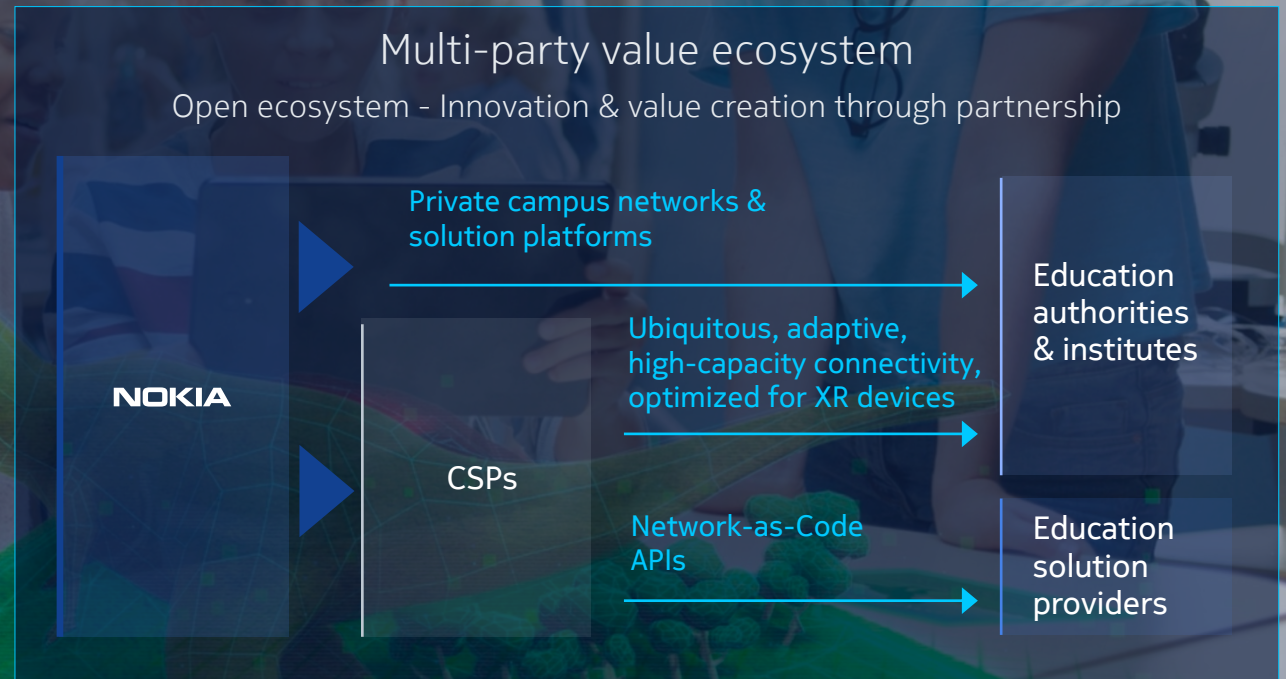 Multi-party value ecosystem
Open ecosystem - Innovation & value creation through partnership
Private campus networks &
solution platforms
Education
authorities
& institutes
Ubiquitous, adaptive,
high-capacity connectivity,
optimized for XR devices
NOKIA
CSPs
Network-as-Code
APIs
Education
solution
providers